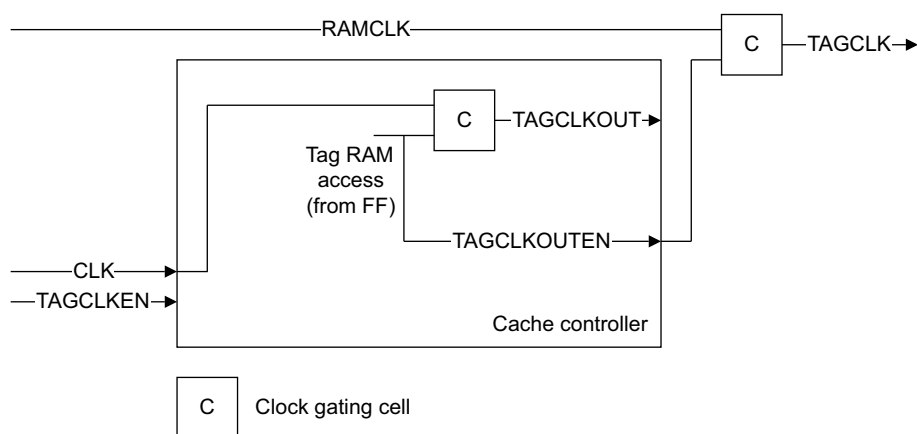 RAMCLK
C
TAGCLK
C
TAGCLKOUT
Tag RAM
access
(from FF)
TAGCLKOUTEN
CLK
TAGCLKEN
Cache controller
C
Clock gating cell